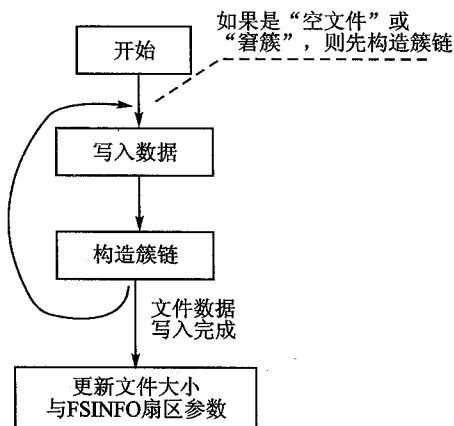 如果是“空文件”或
“窘簇”，则先构造簇链
开始
写入数据
构造簇链
文件数据
写入完成
更新文件大小
与FSINFO扇区参数